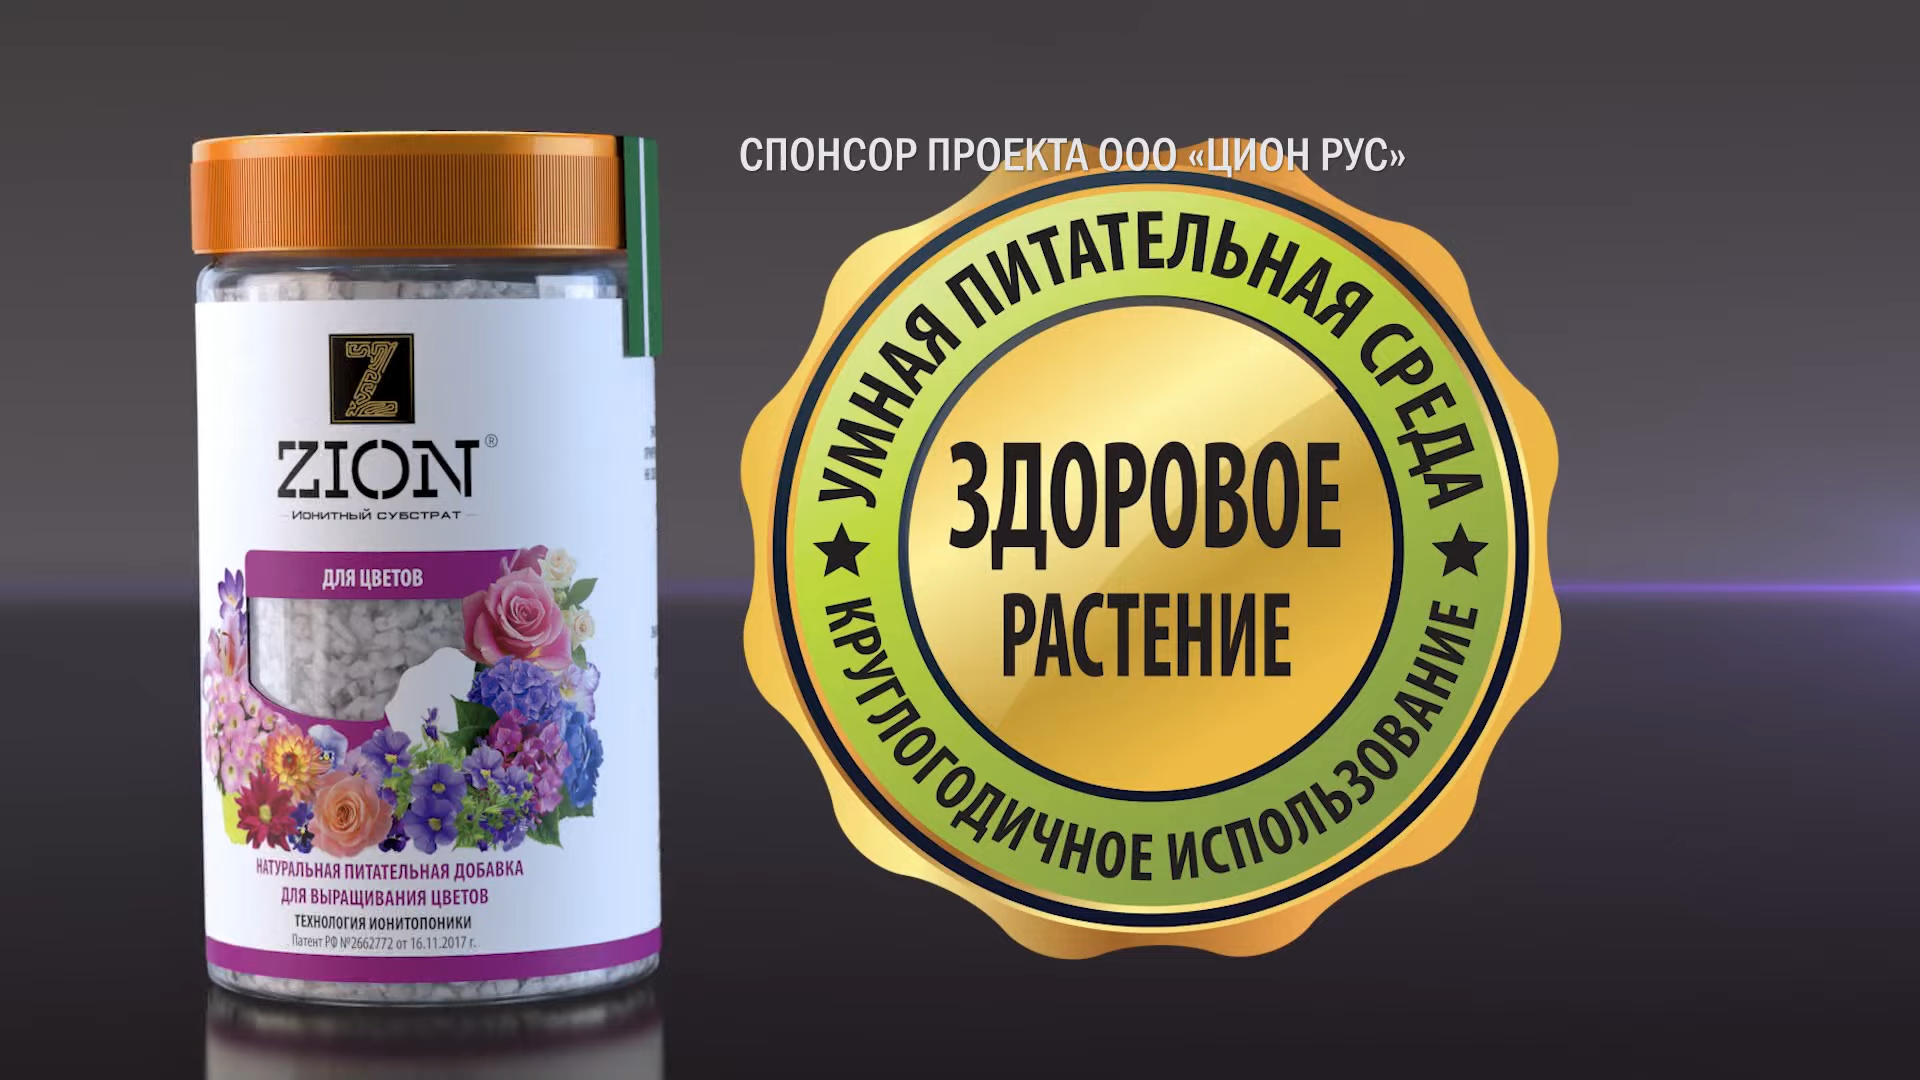 СПОНСОР ПРОЕКТА ООО «ЦИОН РУС»
Z
ZION®
ИОНИТНЫЙ СУБСТРАТ
ДЛЯ ЦВЕТОВ
НАТУРАЛЬНАЯ ПИТАТЕЛЬНАЯ ДОБАВКА
ДЛЯ ВЫРАЩИВАНИЯ ЦВЕТОВ
ТЕХНОЛОГИЯ ИОНИТОПОНИКИ
Патент РФ №2662772 от 16.11.2017 г.
УМНАЯ ПИТАТЕЛЬНАЯ СРЕДА
ЗДОРОВОЕ
РАСТЕНИЕ
КРУГЛОГОДИЧНОЕ ИСПОЛЬЗОВАНИЕ